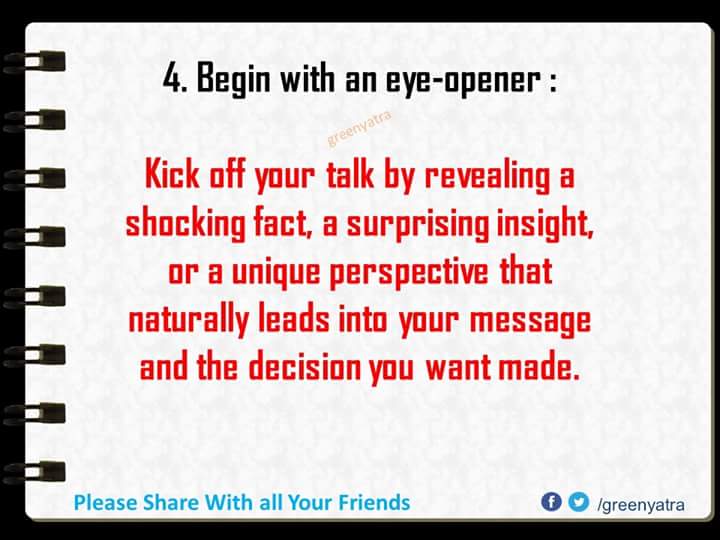 4. Begin with an eye-opener :
greenyatra
Kick off your talk by revealing a
shocking fact, a surprising insight,
or a unique perspective that
naturally leads into your message
and the decision you want made.
Please Share With all Your Friends
/greenyatra